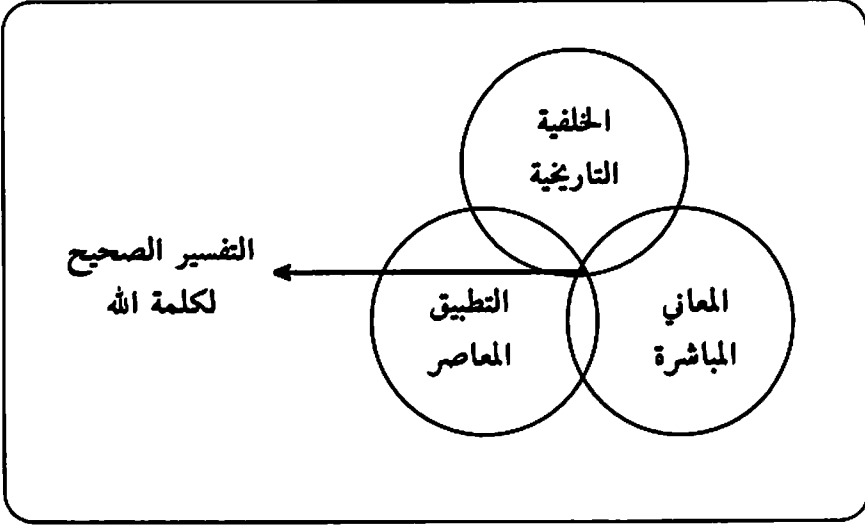 الخلفية
التاريخية
التفسير الصحيح
لكلمة الله
التطبيق
المعاصر
المعاني
المباشرة